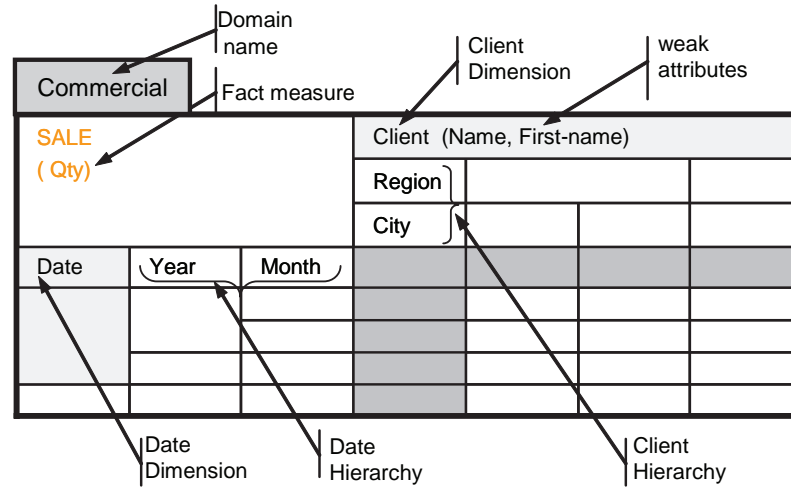 Domain
name
Client
Dimension
weak
attributes
Commercial
Fact measure
SALE
( Qty)
Client (Name, First-name)
Region
City
Date
Year
Month
Date
Dimension
Date
Hierarchy
Client
Hierarchy